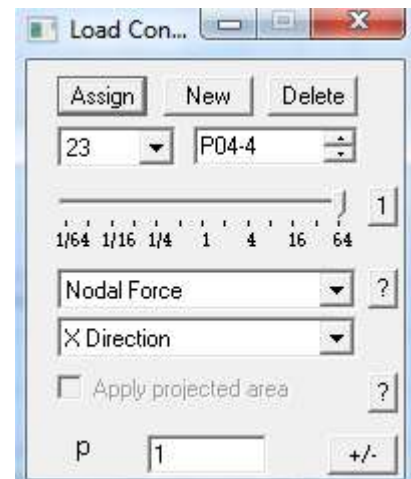 Load Con...
Assign New Delete
23 P04-4
1
1/64 1/16 1/4 1 4 16 64
Nodal Force ?
X Direction
Apply projected area ?
p 1 +/-